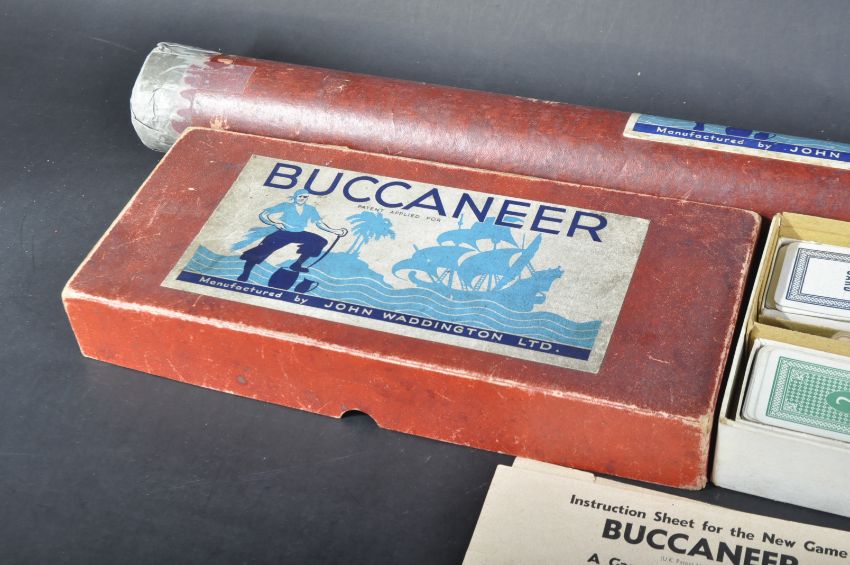 Manufactured by JOHN
BUCCANEER
PATENT APPLIED FOR
Manufactured by JOHN WADDINGTON LTD.
2
Instruction Sheet for the New Game
BUCCANEER